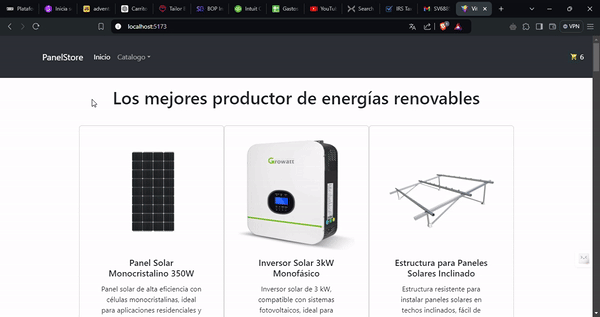 Platafo
Inicia s
advent
Carrito
Tailor B
BOP In
Intuit C
Gastos
YouTub
Search
IRS Tax
SV688
Vi
localhost:5173
VPN
PanelStore Inicio Catalogo 6
Los mejores productor de energías renovables
Growatt
Panel Solar
Monocristalino 350W
Panel solar de alta eficiencia con
células monocristalinas, ideal
para aplicaciones residenciales y
Inversor Solar 3kW
Monofásico
Inversor solar de 3 kW,
compatible con sistemas
fotovoltaicos, ideal para
Estructura para Paneles
Solares Inclinado
Estructura resistente para
instalar paneles solares en
techos inclinados, fácil de